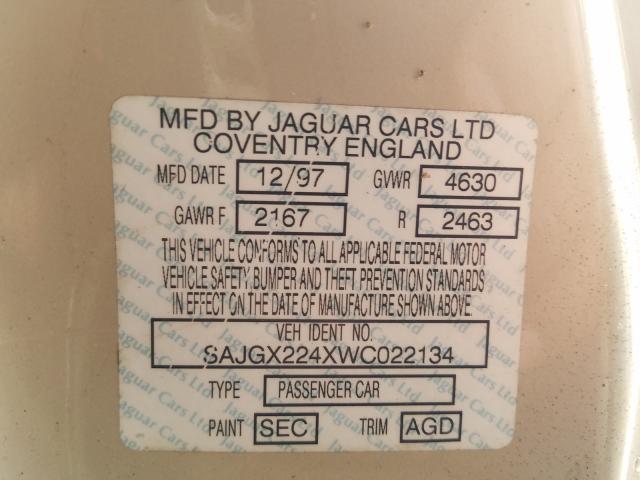 MFD BY JAGUAR CARS LTD
COVENTRY ENGLAND
MFD DATE 12/97 GVWR 4630
GAWR F 2167 R 2463
THIS VEHICLE CONFORMS TO ALL APPLICABLE FEDERAL MOTOR
VEHICLE SAFETY, BUMPER AND THEFT PREVENTION STANDARDS
IN EFFECT ON THE DATE OF MANUFACTURE SHOWN ABOVE.
VEH IDENT NO.
SAJGX224XWC022134
TYPE PASSENGER CAR
PAINT SEC TRIM AGD